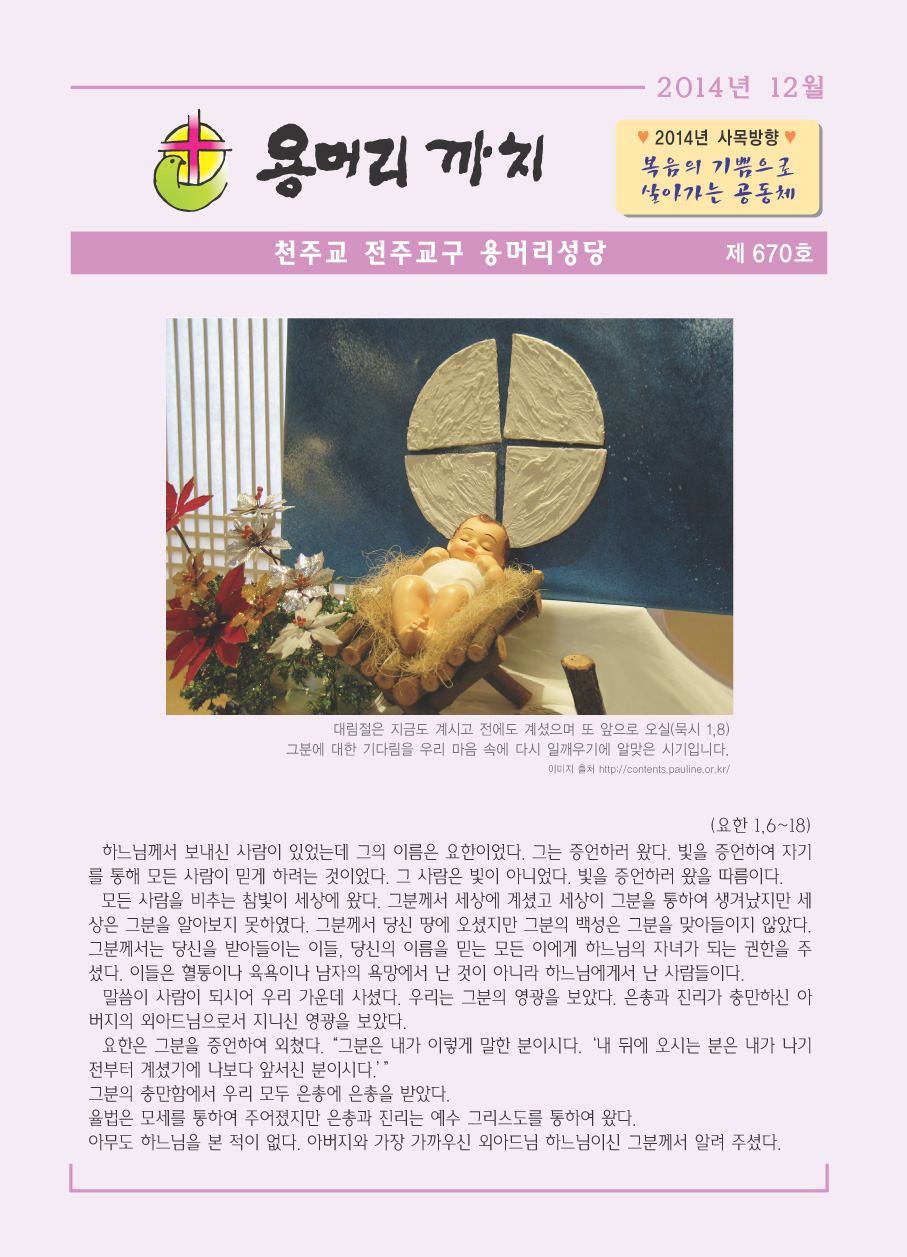 2014년 12월
용머리 까치
♥ 2014년 사목방향 ♥
복음의 기쁨으로
살아가는 공동체
천주교 전주교구 용머리성당 제 670호
대림절은 지금도 계시고 전에도 계셨으며 또 앞으로 오실(묵시 1,8)
그분에 대한 기다림을 우리 마음 속에 다시 일깨우기에 알맞은 시기입니다.
이미지 출처 http://contents.pauline.or.kr/
(요한 1,6~18)
하느님께서 보내신 사람이 있었는데 그의 이름은 요한이었다. 그는 증언하러 왔다. 빛을 증언하여 자기
를 통해 모든 사람이 믿게 하려는 것이었다. 그 사람은 빛이 아니었다. 빛을 증언하러 왔을 따름이다.
모든 사람을 비추는 참빛이 세상에 왔다. 그분께서 세상에 계셨고 세상이 그분을 통하여 생겨났지만 세
상은 그분을 알아보지 못하였다. 그분께서 당신 땅에 오셨지만 그분의 백성은 그분을 맞아들이지 않았다.
그분께서는 당신을 받아들이는 이들, 당신의 이름을 믿는 모든 이에게 하느님의 자녀가 되는 권한을 주
셨다. 이들은 혈통이나 육욕이나 남자의 욕망에서 난 것이 아니라 하느님에게서 난 사람들이다.
말씀이 사람이 되시어 우리 가운데 사셨다. 우리는 그분의 영광을 보았다. 은총과 진리가 충만하신 아
버지의 외아드님으로서 지니신 영광을 보았다.
요한은 그분을 증언하여 외쳤다. “그분은 내가 이렇게 말한 분이시다. ‘내 뒤에 오시는 분은 내가 나기
전부터 계셨기에 나보다 앞서신 분이시다.’”
그분의 충만함에서 우리 모두 은총에 은총을 받았다.
율법은 모세를 통하여 주어졌지만 은총과 진리는 예수 그리스도를 통하여 왔다.
아무도 하느님을 본 적이 없다. 아버지와 가장 가까우신 외아드님 하느님이신 그분께서 알려 주셨다.